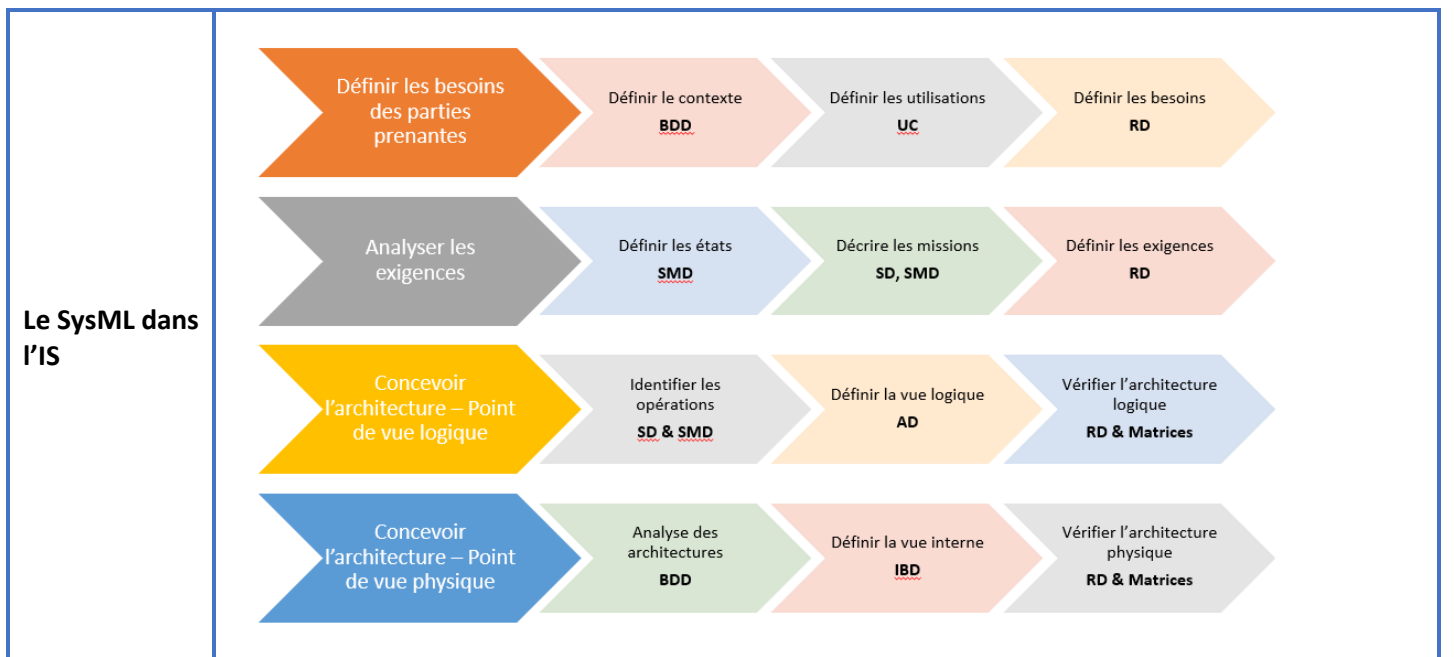 Le SysML dans
l'IS
Définir les besoins
des parties
prenantes
Définir le contexte
BDD
Définir les utilisations
UC
Définir les besoins
RD
Analyser les
exigences
Définir les états
SMD
Décrire les missions
SD, SMD
Définir les exigences
RD
Concevoir
l'architecture – Point
de vue logique
Identifier les
opérations
SD & SMD
Définir la vue logique
AD
Vérifier l'architecture
logique
RD & Matrices
Concevoir
l'architecture – Point
de vue physique
Analyse des
architectures
BDD
Définir la vue interne
IBD
Vérifier l'architecture
physique
RD & Matrices